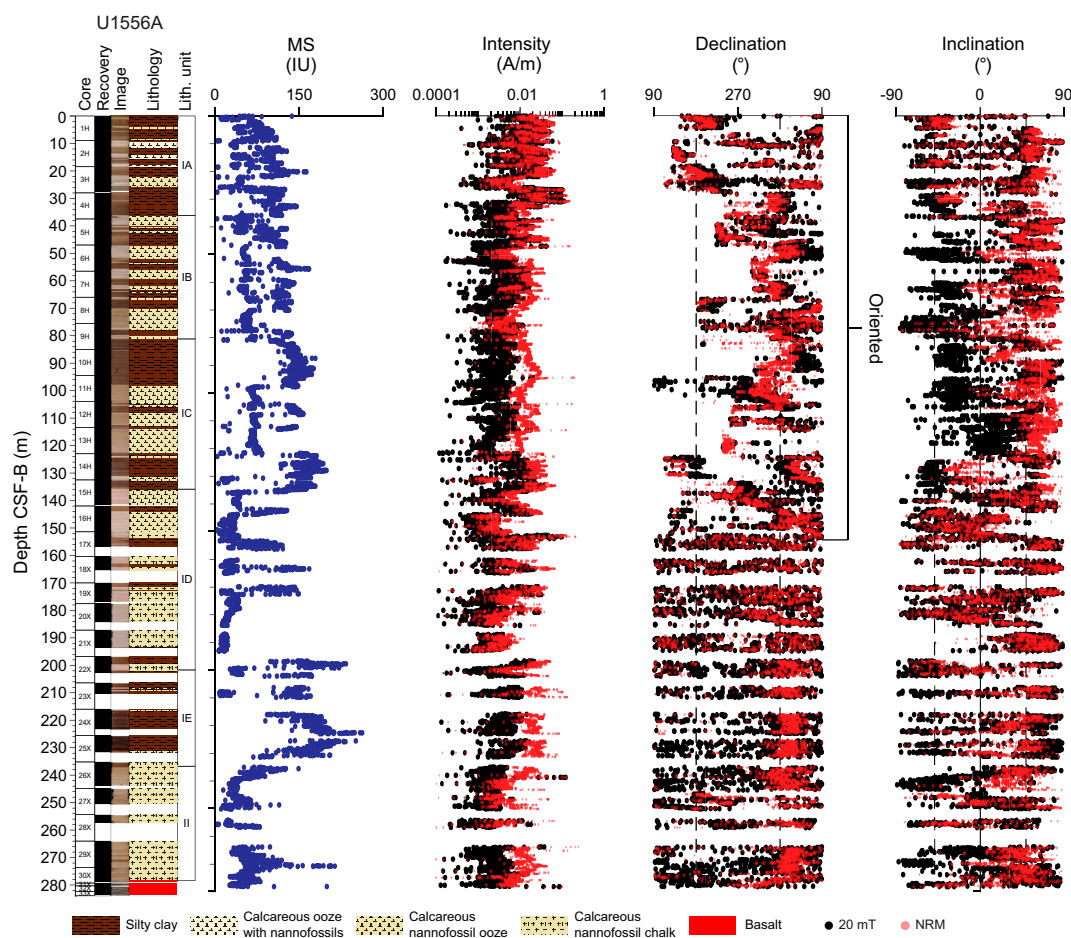 U1556A
Core
Recovery
Image
Lithology
Lith. unit
MS
(IU)
Intensity
(A/m)
Declination
(°)
Inclination
(°)
0 150 300
0.0001 0.01 1
90 270 90
-90 0 90
Depth CSF-B (m)
0
10
20
30
40
50
60
70
80
90
100
110
120
130
140
150
160
170
180
190
200
210
220
230
240
250
260
270
280
1H
2H
3H
4H
5H
6H
7H
8H
9H
10H
11H
12H
13H
14H
15H
16H
17X
18X
19X
20X
21X
22X
23X
24X
25X
26X
27X
28X
29X
30X
IA
IB
IC
ID
IE
II
Oriented
Silty clay
Calcareous ooze
with nannofossils
Calcareous
nannofossil ooze
Calcareous
nannofossil chalk
Basalt
20 mT
NRM